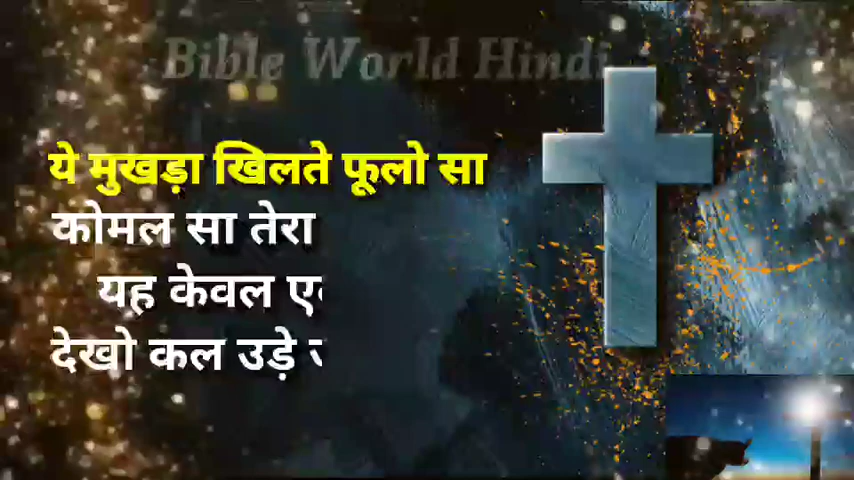 Bible World Hindi
ये मुखड़ा खिलते फूलो सा
कोमल सा तेरा
यह केवल
देखो कल उड़े